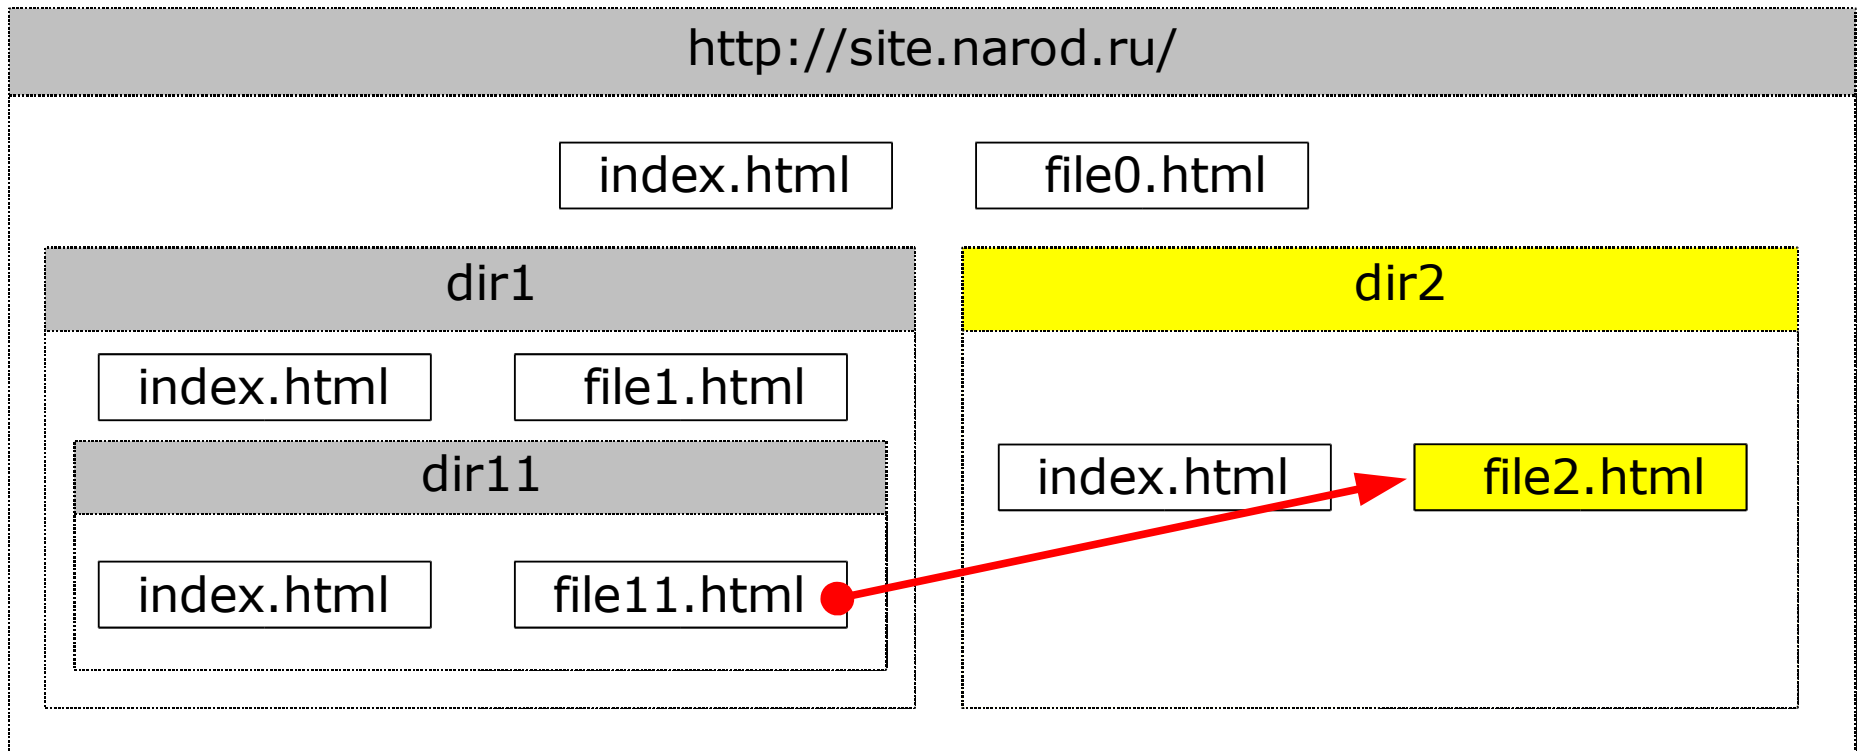 http://site.narod.ru/
index.html
file0.html
dir1
index.html
file1.html
dir11
index.html
file11.html
dir2
index.html
file2.html